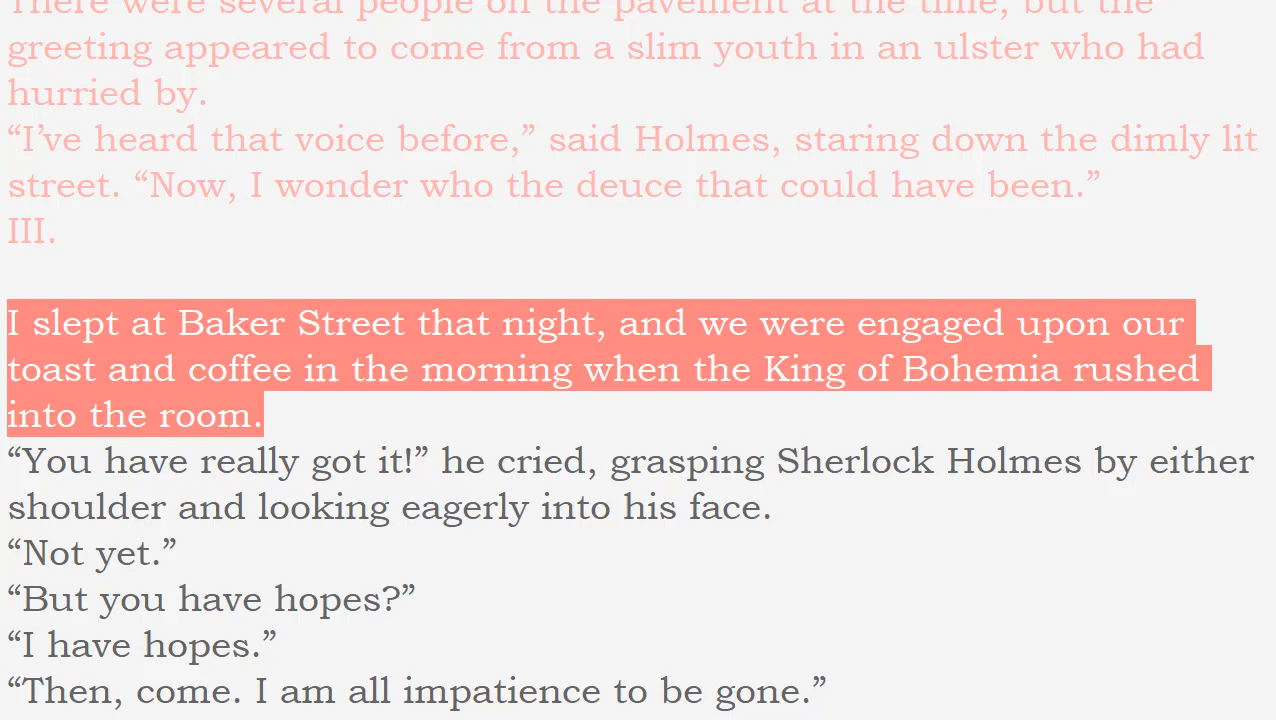 There were several people on the pavement at the time, but the
greeting appeared to come from a slim youth in an ulster who had
hurried by.
“I’ve heard that voice before,” said Holmes, staring down the dimly lit
street. “Now, I wonder who the deuce that could have been.”
III.
I slept at Baker Street that night, and we were engaged upon our
toast and coffee in the morning when the King of Bohemia rushed
into the room.
“You have really got it!” he cried, grasping Sherlock Holmes by either
shoulder and looking eagerly into his face.
“Not yet.”
“But you have hopes?”
“I have hopes.”
“Then, come. I am all impatience to be gone.”